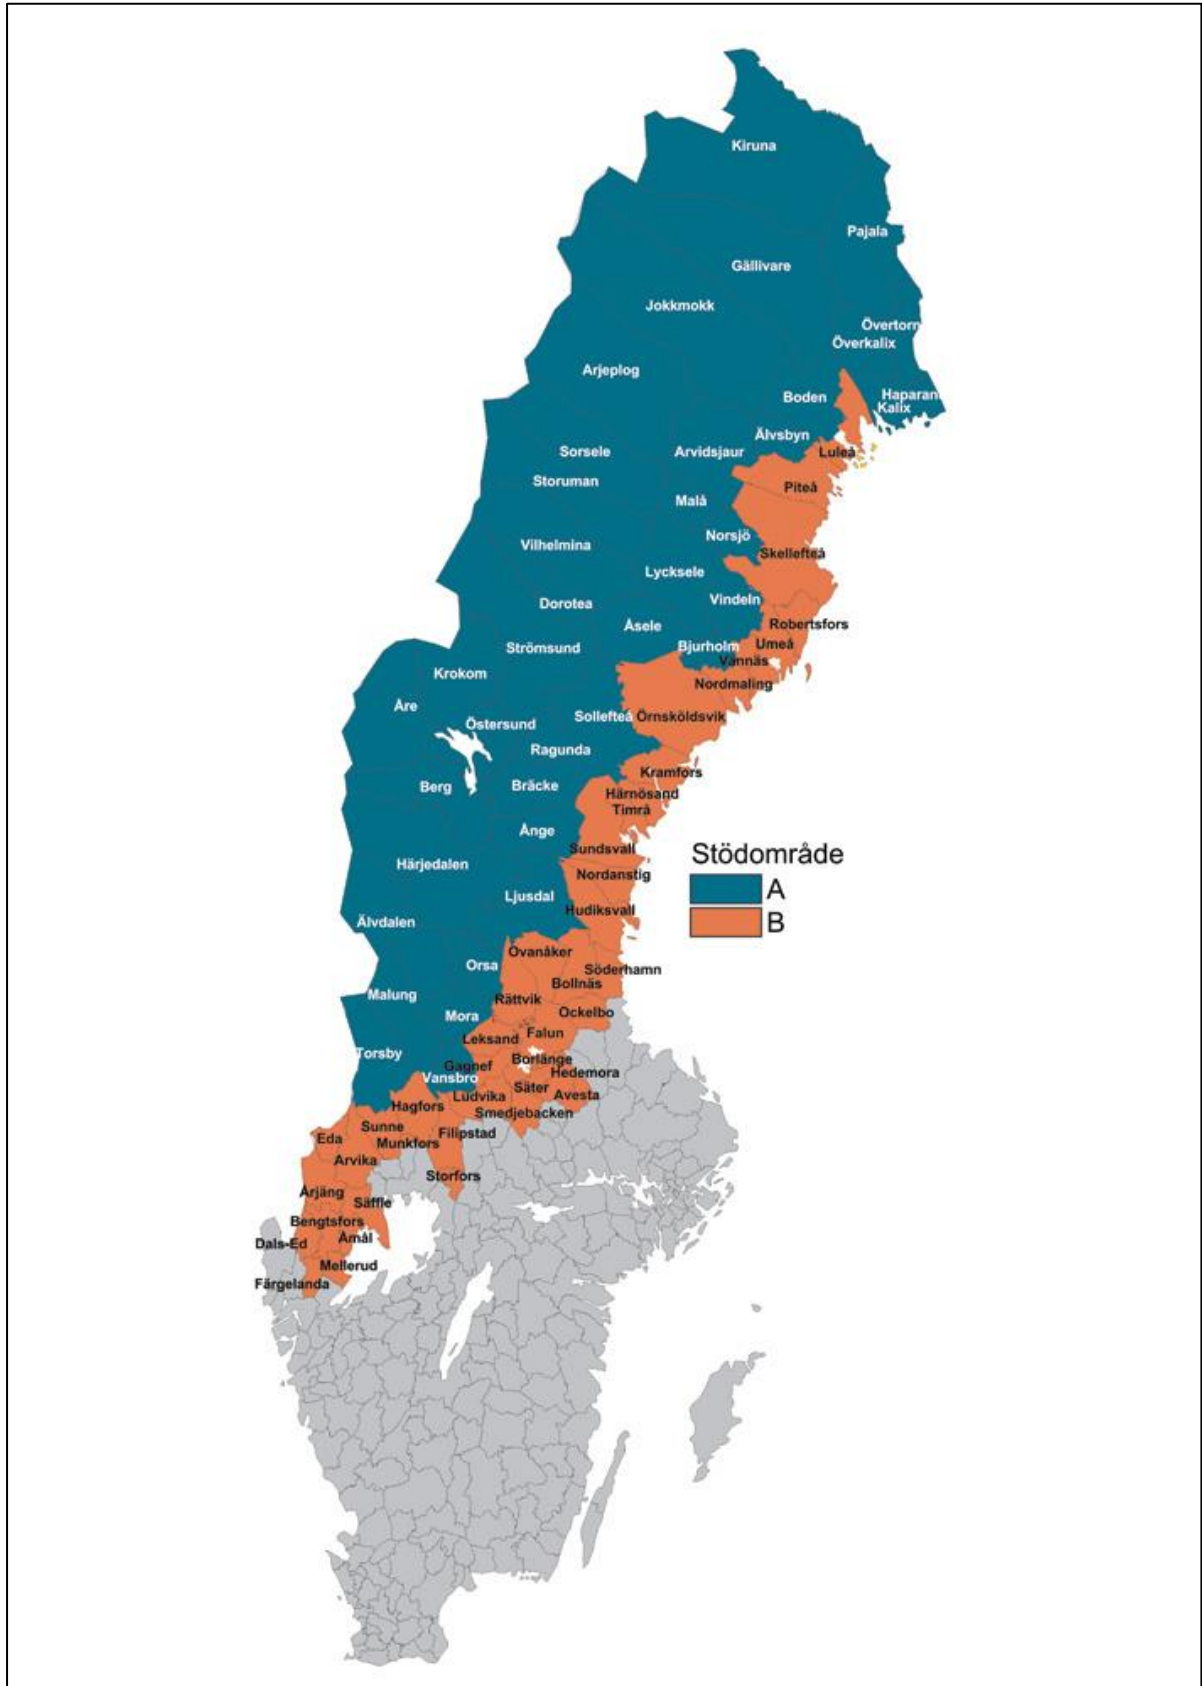 Kiruna
Pajala
Gällivare
Jokkmokk
Övertorn
Överkalix
Arjeplog
Boden
Haparan
Kalix
Älvsbyn
Sorsele
Arvidsjaur
Luleå
Storuman
Piteå
Malå
Norsjö
Vilhelmina
Skellefteå
Lycksele
Dorotea
Vindeln
Åsele
Robertsfors
Strömsund
Bjurholm
Umeå
Vännäs
Krokom
Nordmaling
Åre
Östersund
Sollefteå
Örnsköldsvik
Ragunda
Kramfors
Berg
Bräcke
Härnösand
Timrå
Ånge
Sundsvall
Stödområde
Härjedalen
Nordanstig
A
Ljusdal
Hudiksvall
B
Älvdalen
Ovanåker
Orsa
Söderhamn
Bollnäs
Malung
Rättvik
Mora
Ockelbo
Leksand
Falun
Torsby
Borlänge
Gagnef
Hedemora
Vansbro
Säter
Ludvika
Avesta
Hagfors
Smedjebacken
Sunne
Filipstad
Eda
Munkfors
Arvika
Storfors
Årjäng
Säffle
Bengtsfors
Åmål
Dals-Ed
Mellerud
Färgelanda